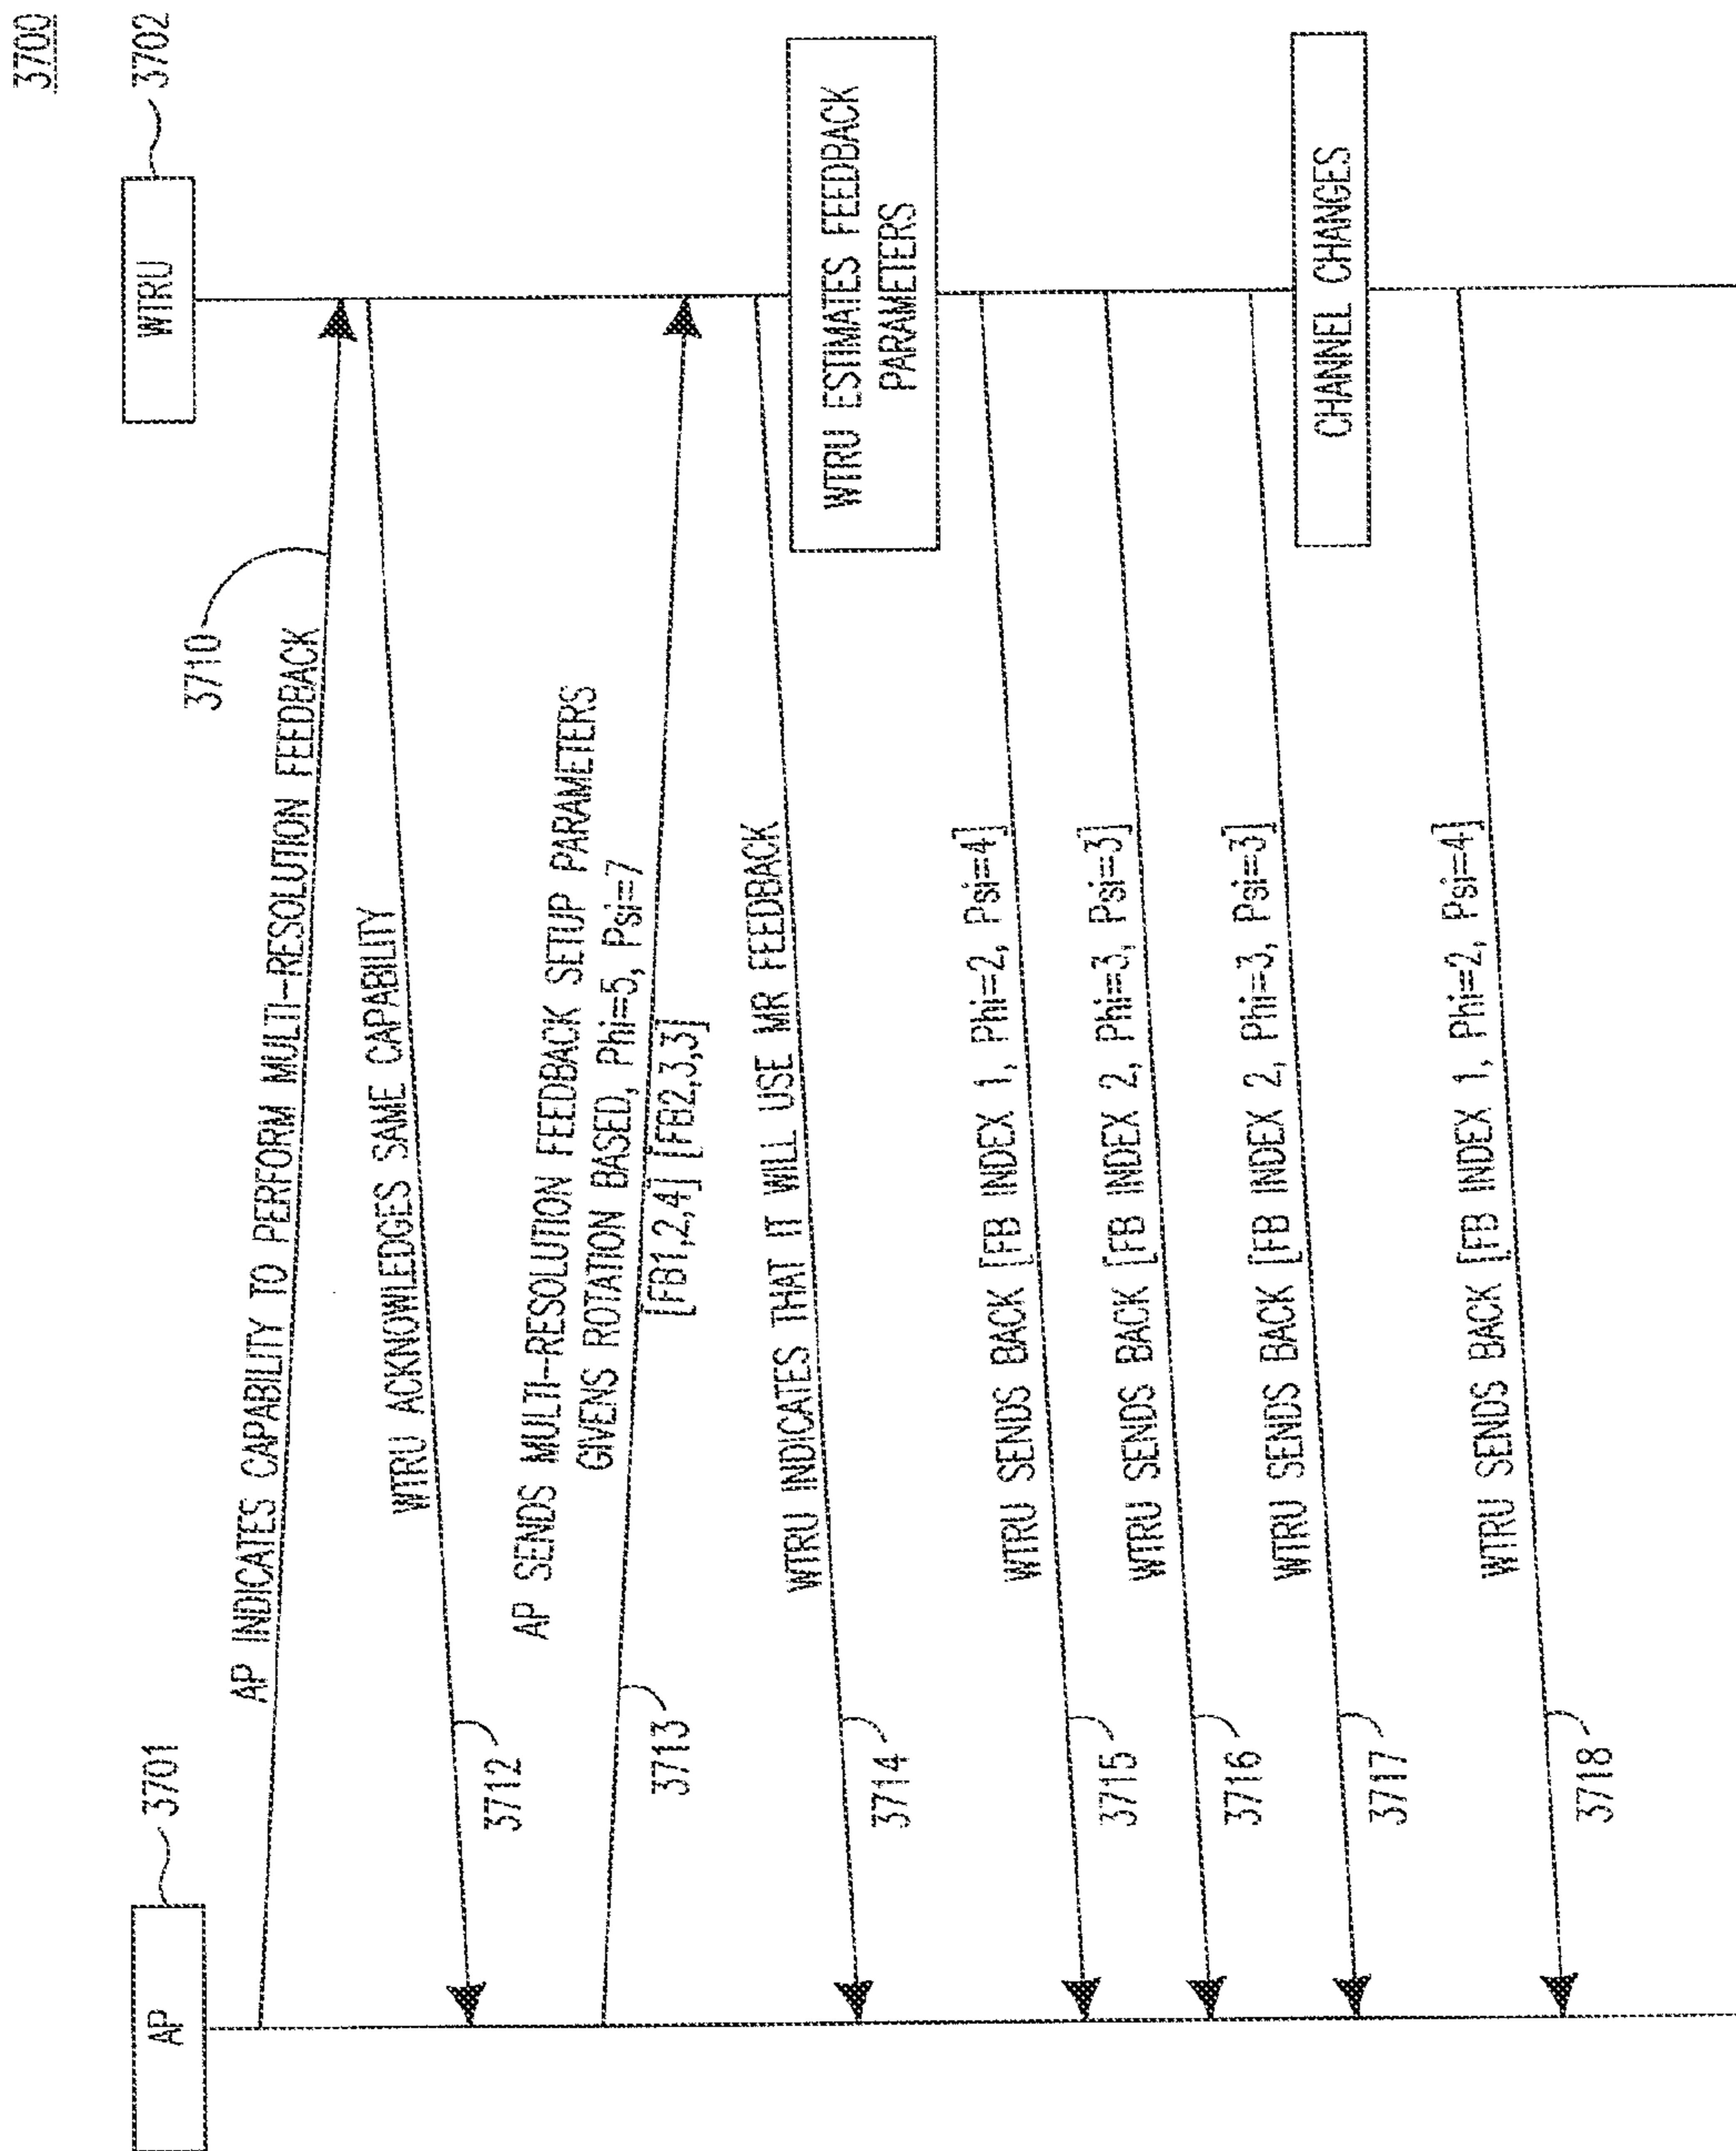 3700
AP
3701
WTRU
3702
AP INDICATES CAPABILITY TO PERFORM MULTI-RESOLUTION FEEDBACK
3710
WTRU ACKNOWLEDGES SAME CAPABILITY
3712
AP SENDS MULTI-RESOLUTION FEEDBACK SETUP PARAMETERS
GIVENS ROTATION BASED, Phi=5, Psi=7
[FB1,2,4] [FB2,3,3]
3713
WTRU INDICATES THAT IT WILL USE MR FEEDBACK
3714
WTRU ESTIMATES FEEDBACK
PARAMETERS
WTRU SENDS BACK [FB INDEX 1, Phi=2, Psi=4]
3715
WTRU SENDS BACK [FB INDEX 2, Phi=3, Psi=3]
3716
WTRU SENDS BACK [FB INDEX 2, Phi=3, Psi=3]
3717
CHANNEL CHANGES
WTRU SENDS BACK [FB INDEX 1, Phi=2, Psi=4]
3718